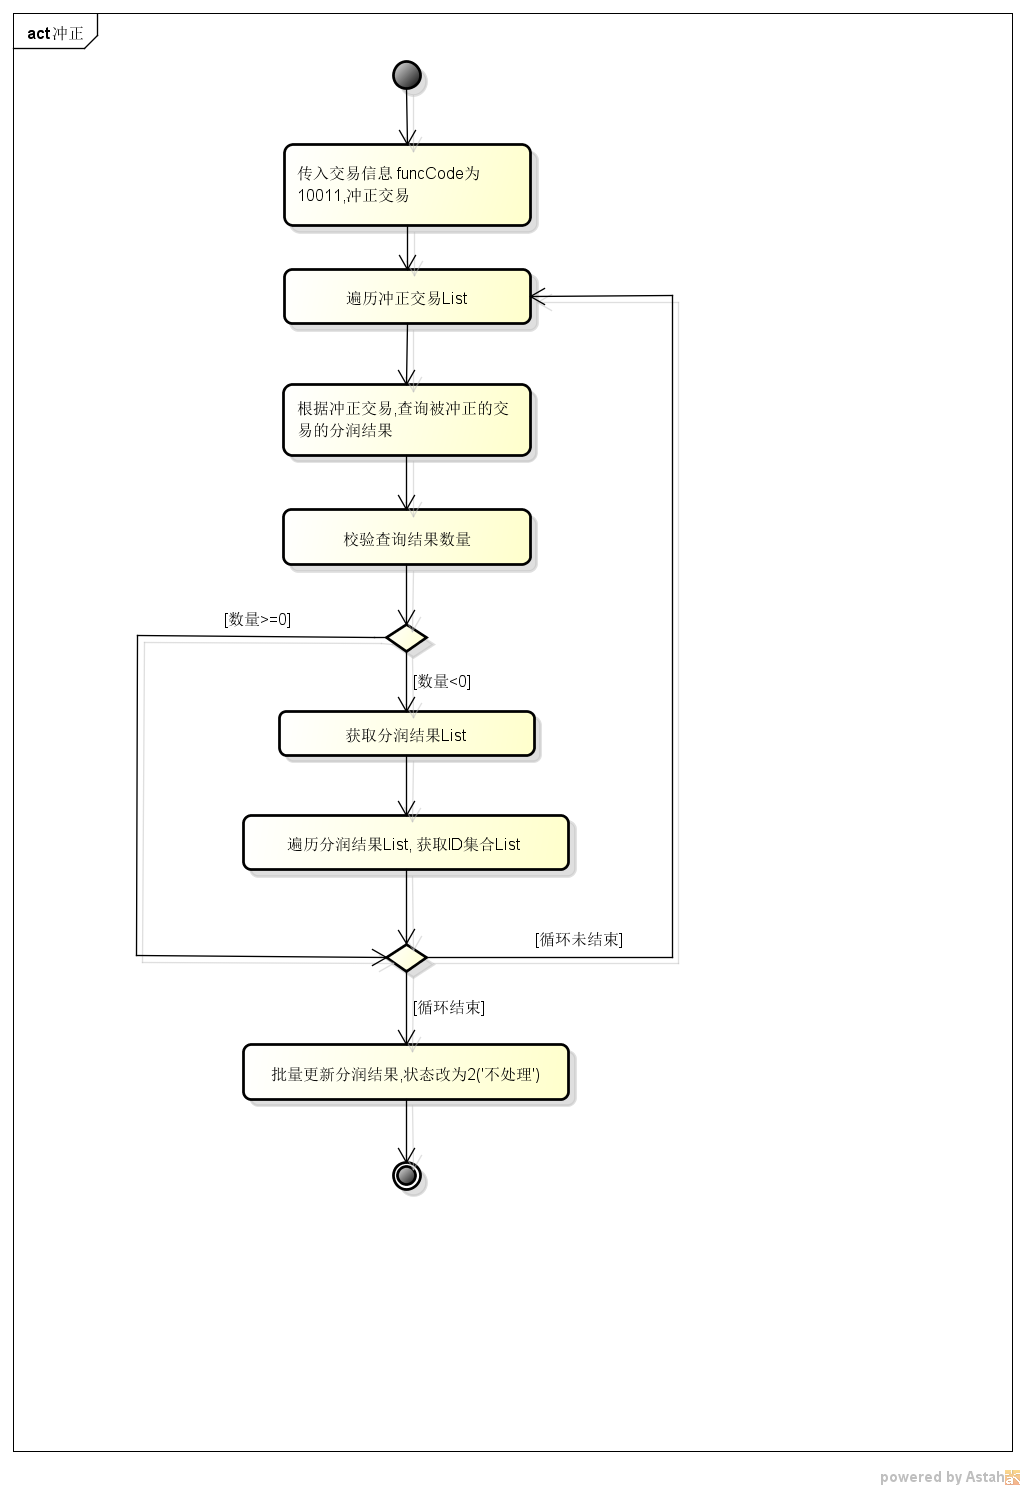 act 冲正
传入交易信息 funcCode为
10011,冲正交易
遍历冲正交易List
根据冲正交易,查询被冲正的交
易的分润结果
校验查询结果数量
[数量>=0]
[数量<0]
获取分润结果List
遍历分润结果List, 获取ID集合List
[循环未结束]
[循环结束]
批量更新分润结果,状态改为2('不处理')
powered by Astah